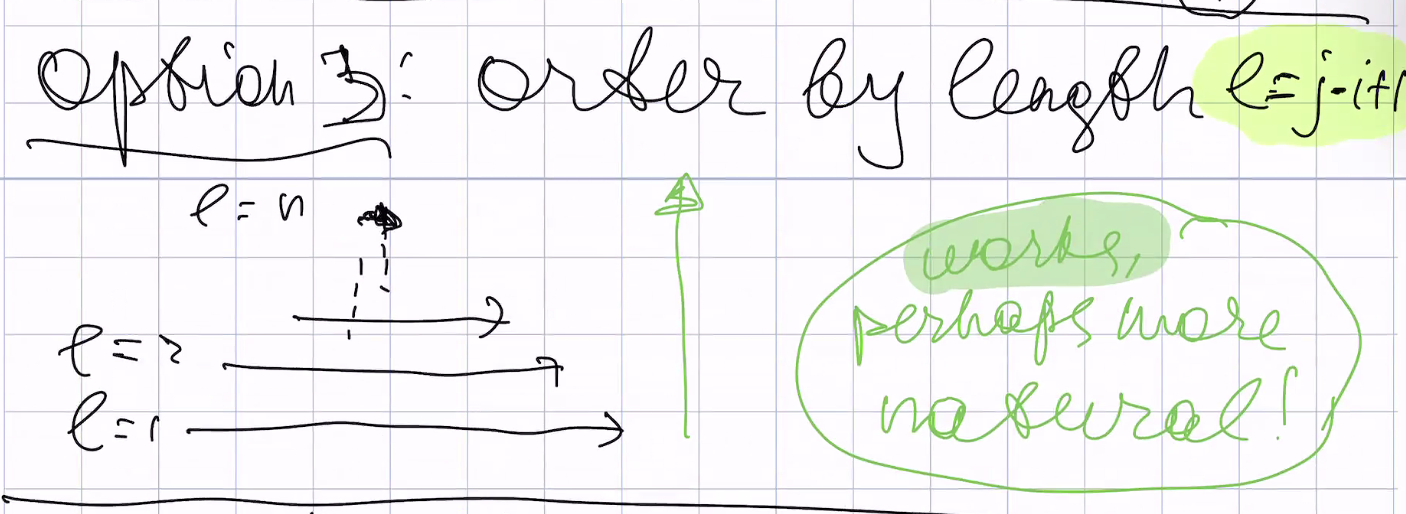 Option 3: order by length l=j-i+1
l=n
works,
perhaps more
natural!
l=2
l=1